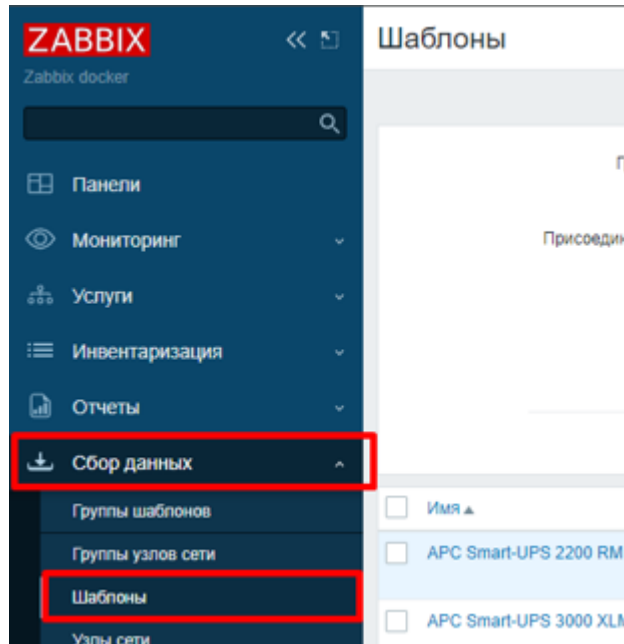 ZABBIX
Zabbix docker
Панели
Мониторинг
Услуги
Инвентаризация
Отчеты
Сбор данных
Группы шаблонов
Группы узлов сети
Шаблоны
Узлы сети
Шаблоны
Имя
APC Smart-UPS 2200 RM
APC Smart-UPS 3000 XLM